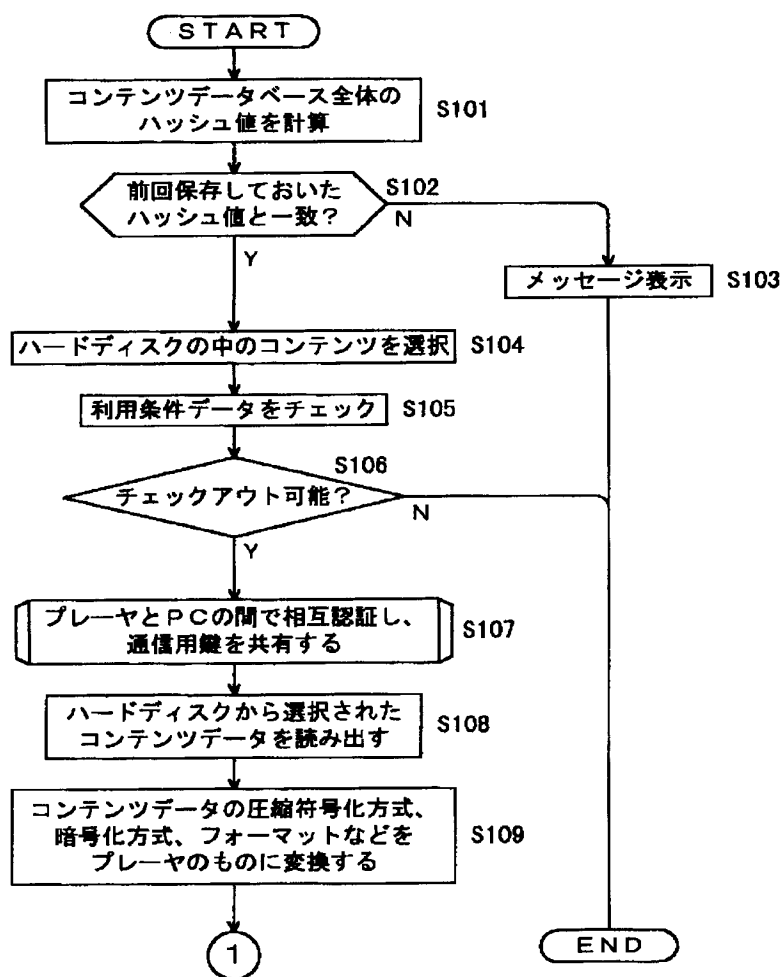 START
コンテンツデータベース全体の
ハッシュ値を計算
S101
前回保存しておいた
ハッシュ値と一致？
S102
N
Y
メッセージ表示
S103
ハードディスクの中のコンテンツを選択
S104
利用条件データをチェック
S105
S106
チェックアウト可能？
N
Y
プレーヤとPCの間で相互認証し、
通信用鍵を共有する
S107
ハードディスクから選択された
コンテンツデータを読み出す
S108
コンテンツデータの圧縮符号化方式、
暗号化方式、フォーマットなどを
プレーヤのものに変換する
S109
1
END